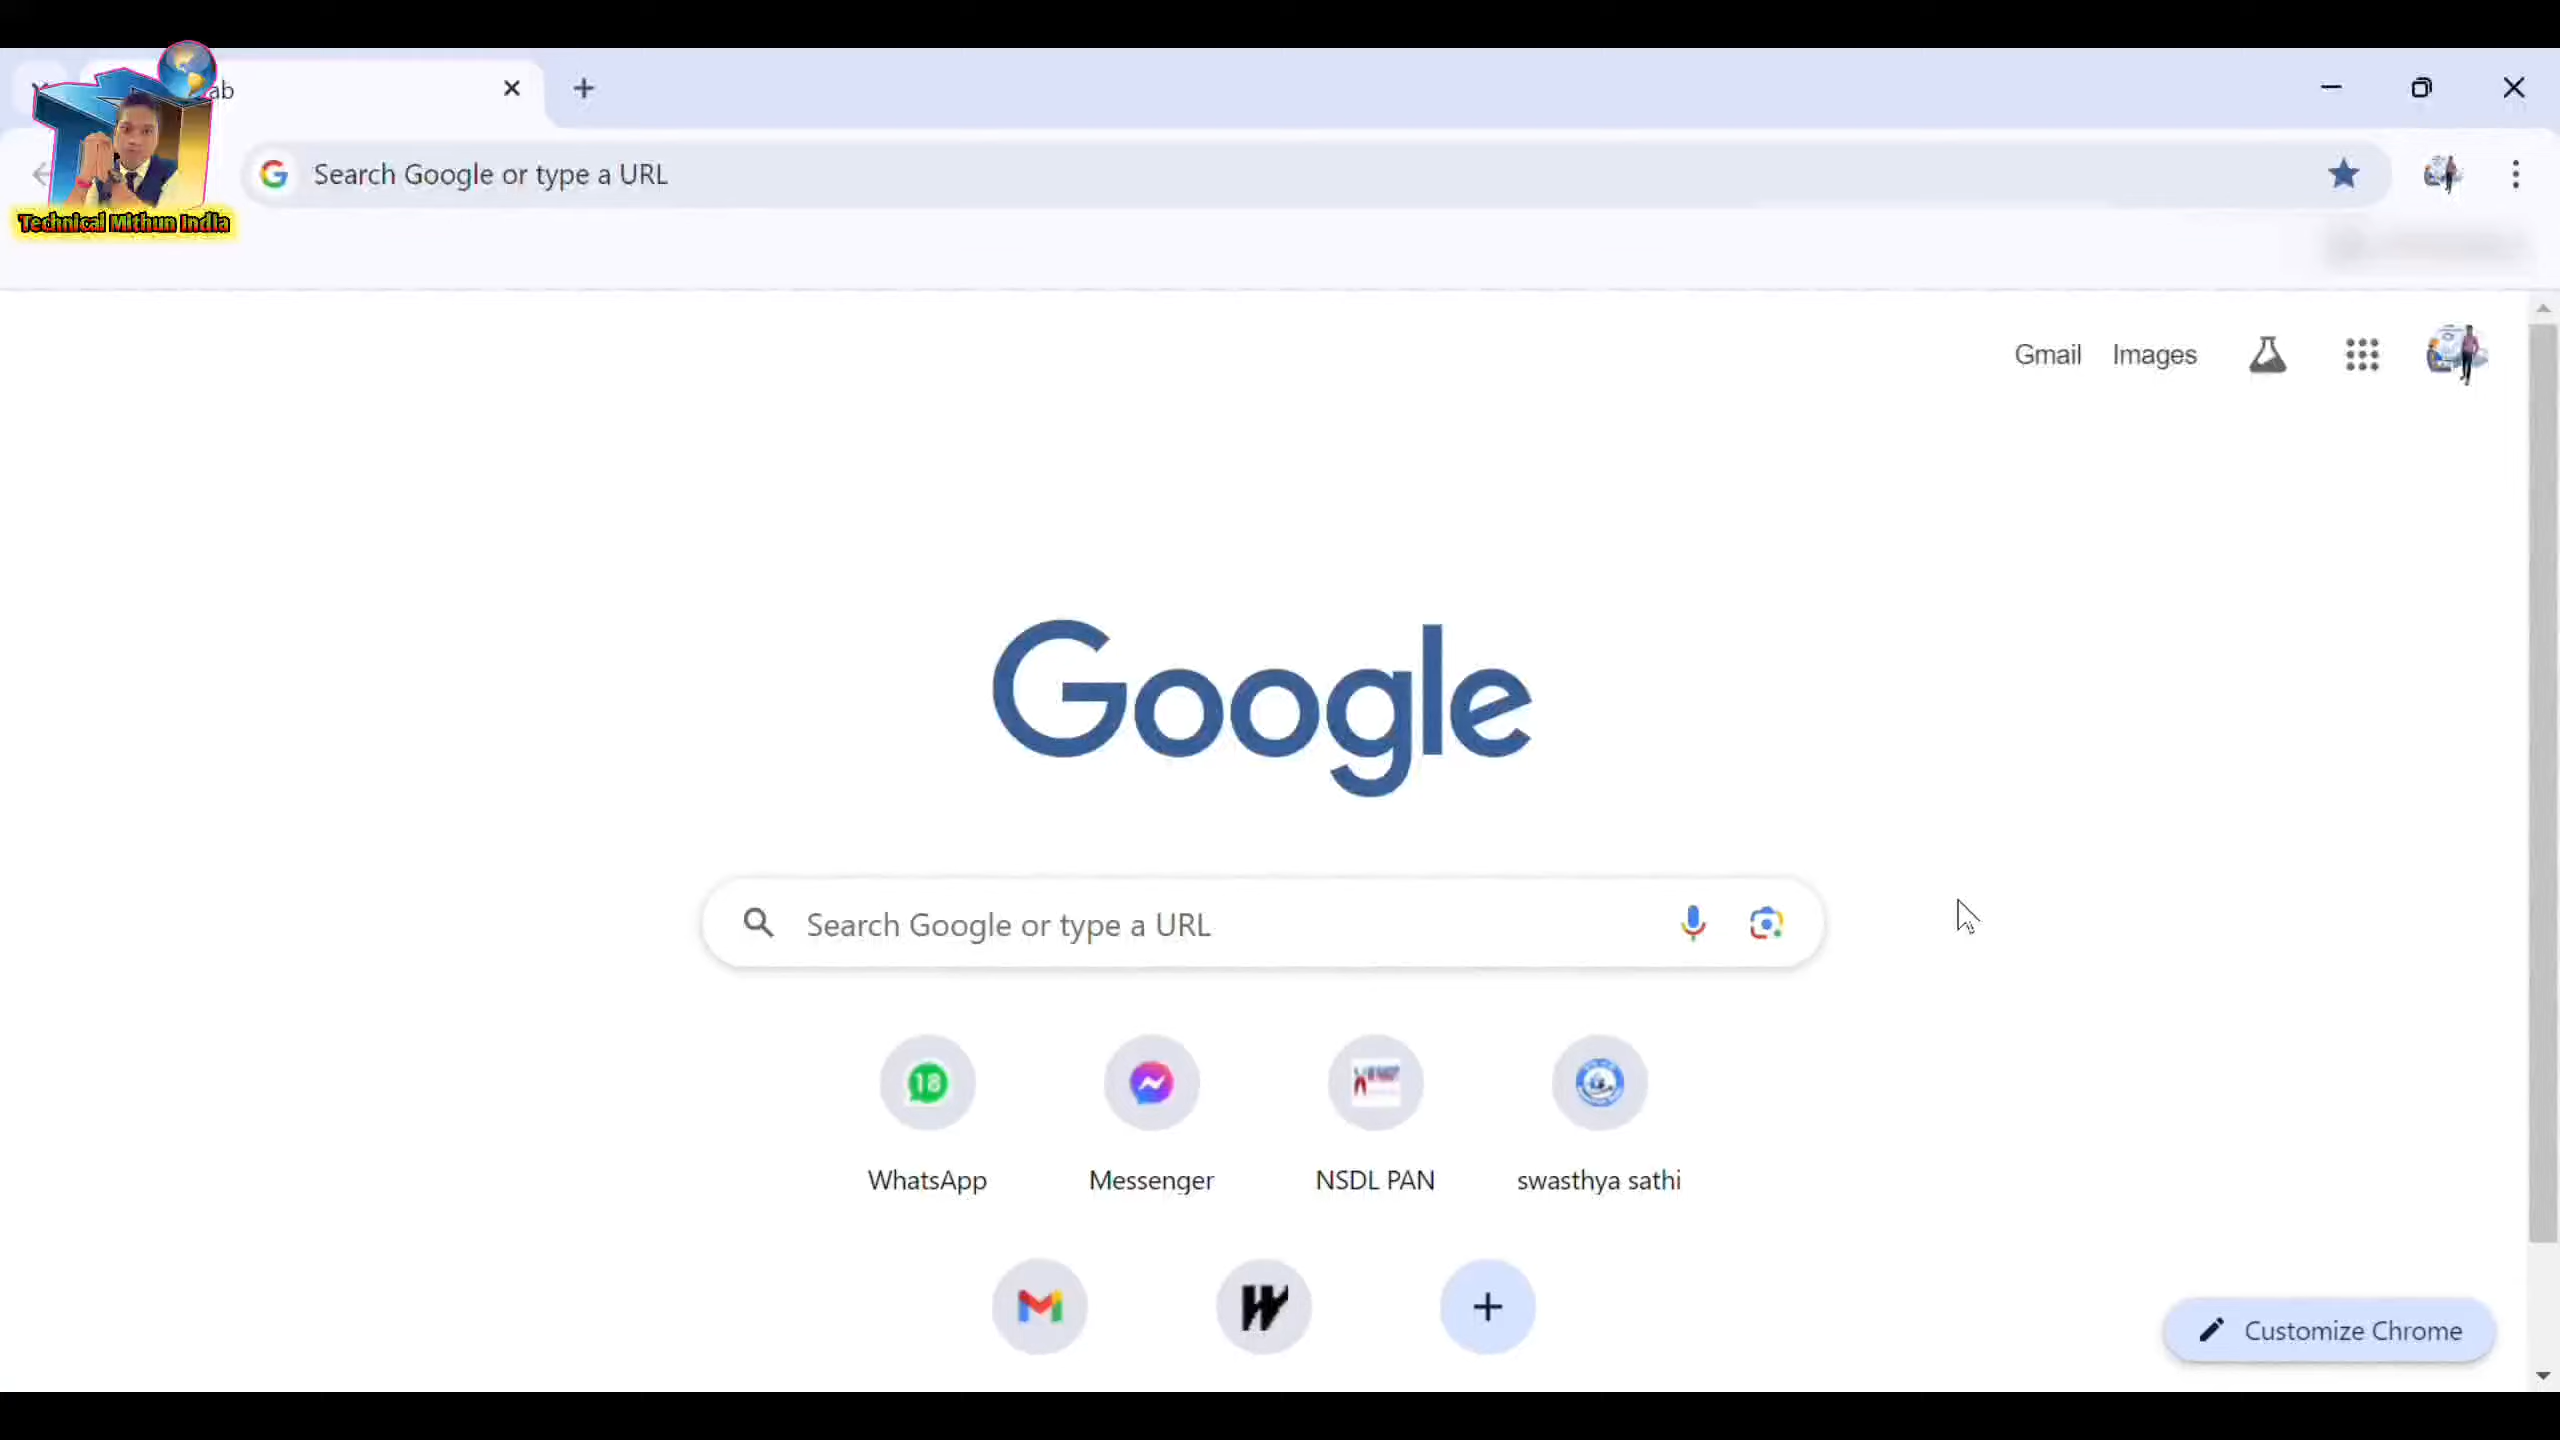 ab
Search Google or type a URL
Technical Mithun India
Gmail Images
Google
Search Google or type a URL
18
WhatsApp Messenger NSDL PAN swasthya sathi
Customize Chrome